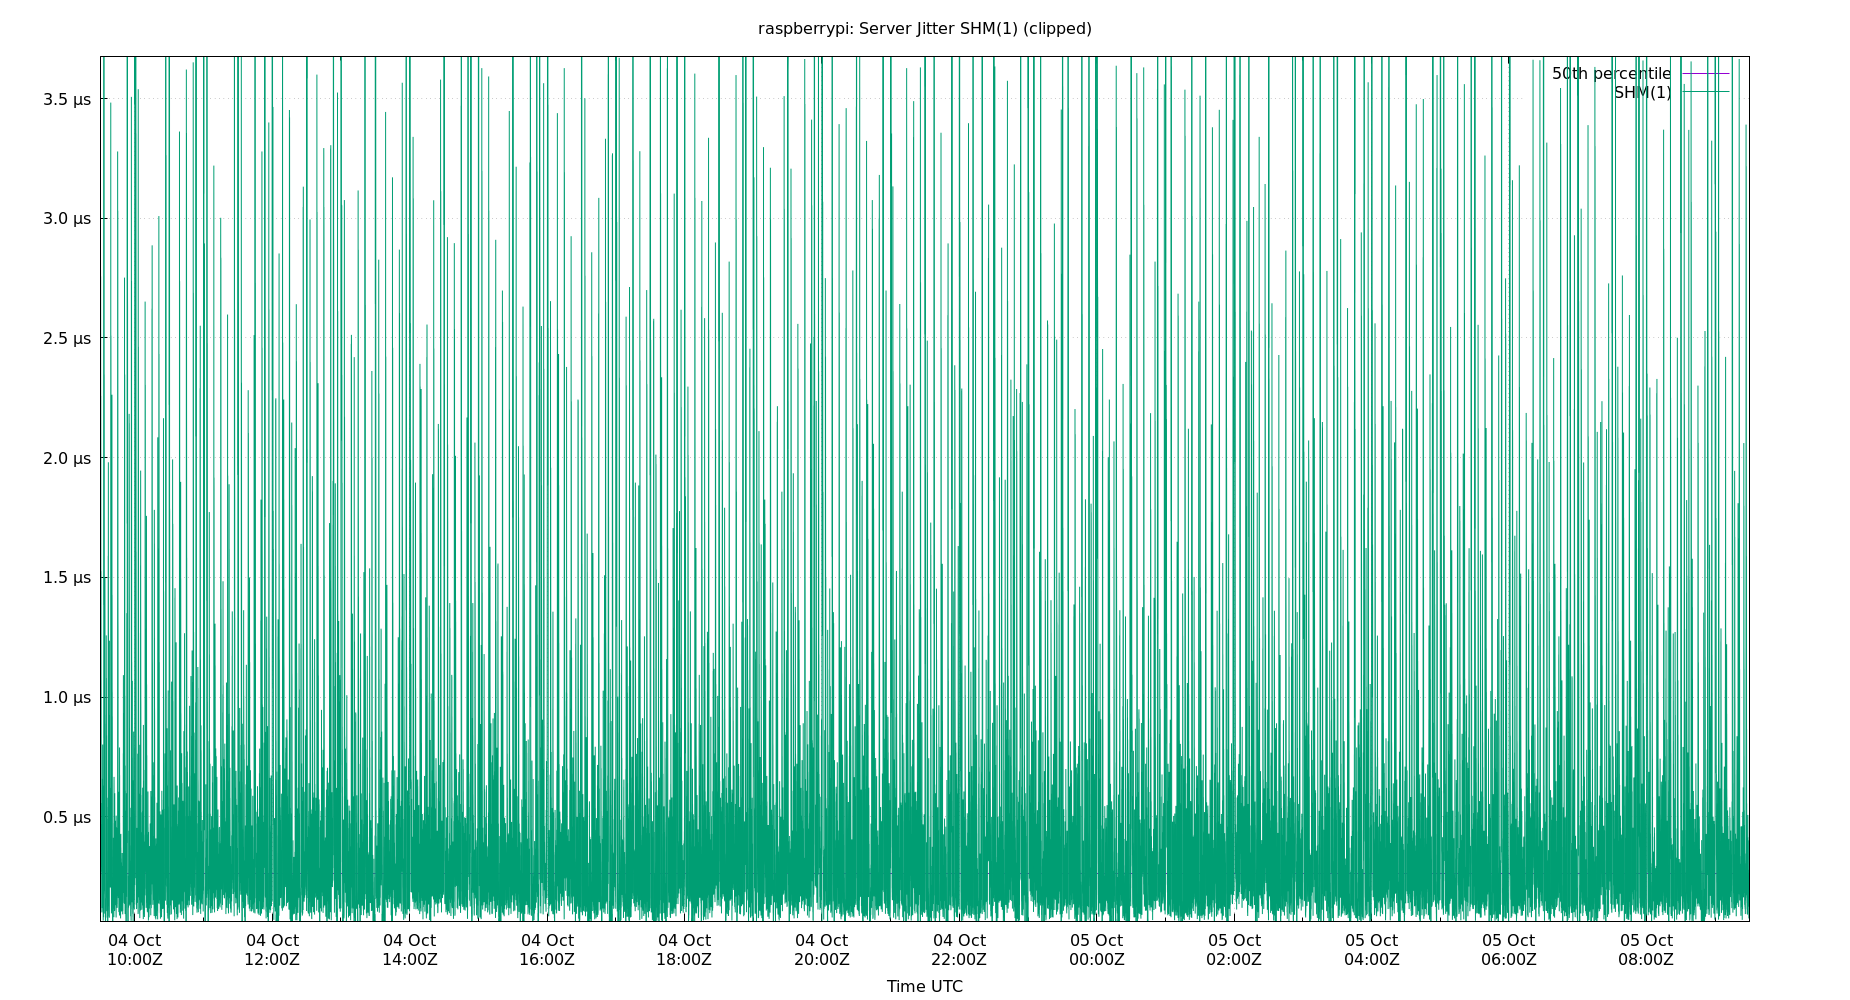 raspberrypi: Server Jitter SHM(1) (clipped)
50th percentile
SHM(1)
3.5 µs
3.0 µs
2.5 µs
2.0 µs
1.5 µs
1.0 µs
0.5 µs
04 Oct 04 Oct 04 Oct 04 Oct 04 Oct 04 Oct 04 Oct 05 Oct 05 Oct 05 Oct 05 Oct 05 Oct
10:00Z 12:00Z 14:00Z 16:00Z 18:00Z 20:00Z 22:00Z 00:00Z 02:00Z 04:00Z 06:00Z 08:00Z
Time UTC